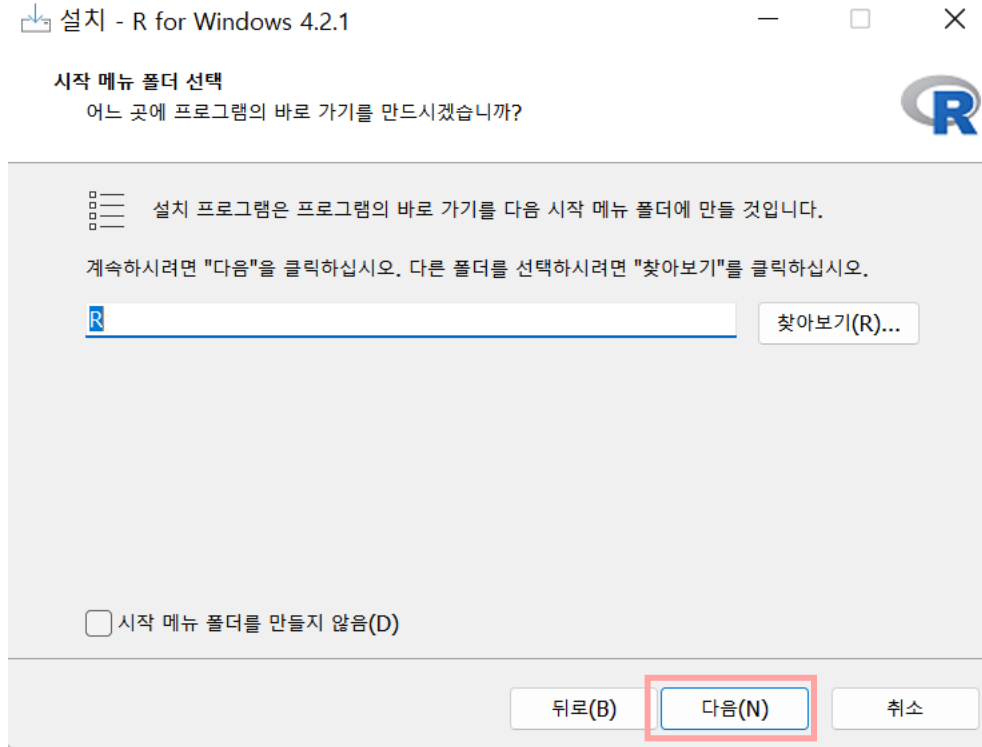 설치 - R for Windows 4.2.1
시작 메뉴 폴더 선택
어느 곳에 프로그램의 바로 가기를 만드시겠습니까?
R
설치 프로그램은 프로그램의 바로 가기를 다음 시작 메뉴 폴더에 만들 것입니다.
계속하시려면 "다음"을 클릭하십시오. 다른 폴더를 선택하시려면 "찾아보기"를 클릭하십시오.
R
찾아보기(R)...
시작 메뉴 폴더를 만들지 않음(D)
뒤로(B)
다음(N)
취소